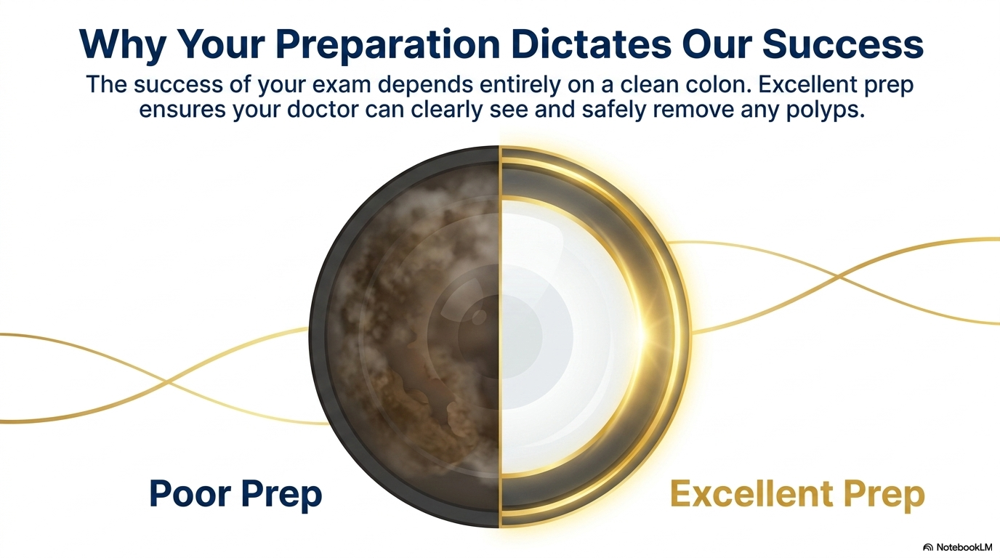 Why Your Preparation Dictates Our Success
The success of your exam depends entirely on a clean colon. Excellent prep
ensures your doctor can clearly see and safely remove any polyps.
Poor Prep
Excellent Prep
NotebookLM